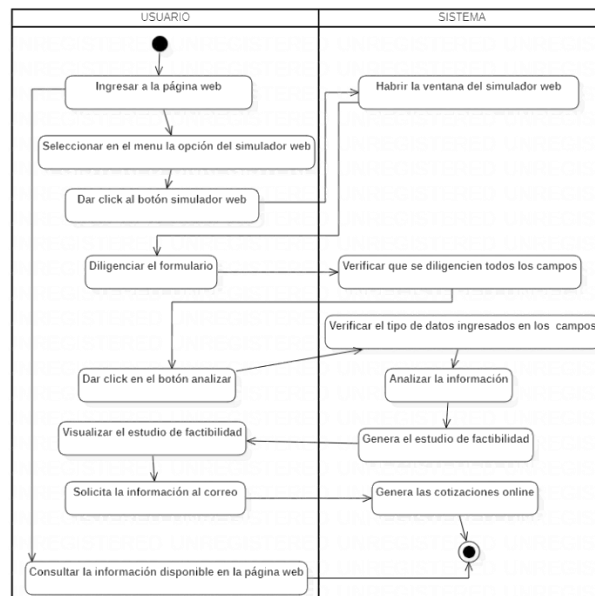 USUARIO
SISTEMA
Ingresar a la página web
Habrir la ventana del simulador web
Seleccionar en el menu la opción del simulador web
Dar click al botón simulador web
Diligenciar el formulario
Verificar que se diligencien todos los campos
Verificar el tipo de datos ingresados en los campos
Dar click en el botón analizar
Analizar la información
Visualizar el estudio de factibilidad
Genera el estudio de factibilidad
Solicita la información al correo
Genera las cotizaciones online
Consultar la información disponible en la página web